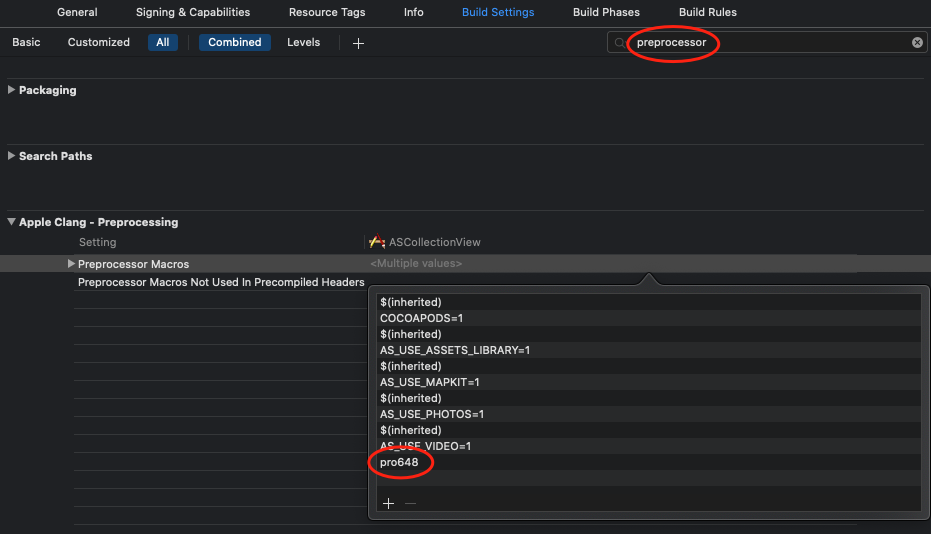 General Signing & Capabilities Resource Tags Info Build Settings Build Phases Build Rules
Basic Customized All Combined Levels + preprocessor
Packaging
Search Paths
Apple Clang - Preprocessing
Setting ASCollectionView
Preprocessor Macros <Multiple values>
Preprocessor Macros Not Used In Precompiled Headers
$(inherited)
COCOAPODS=1
$(inherited)
AS_USE_ASSETS_LIBRARY=1
$(inherited)
AS_USE_MAPKIT=1
$(inherited)
AS_USE_PHOTOS=1
$(inherited)
AS_USE_VIDEO=1
pro648